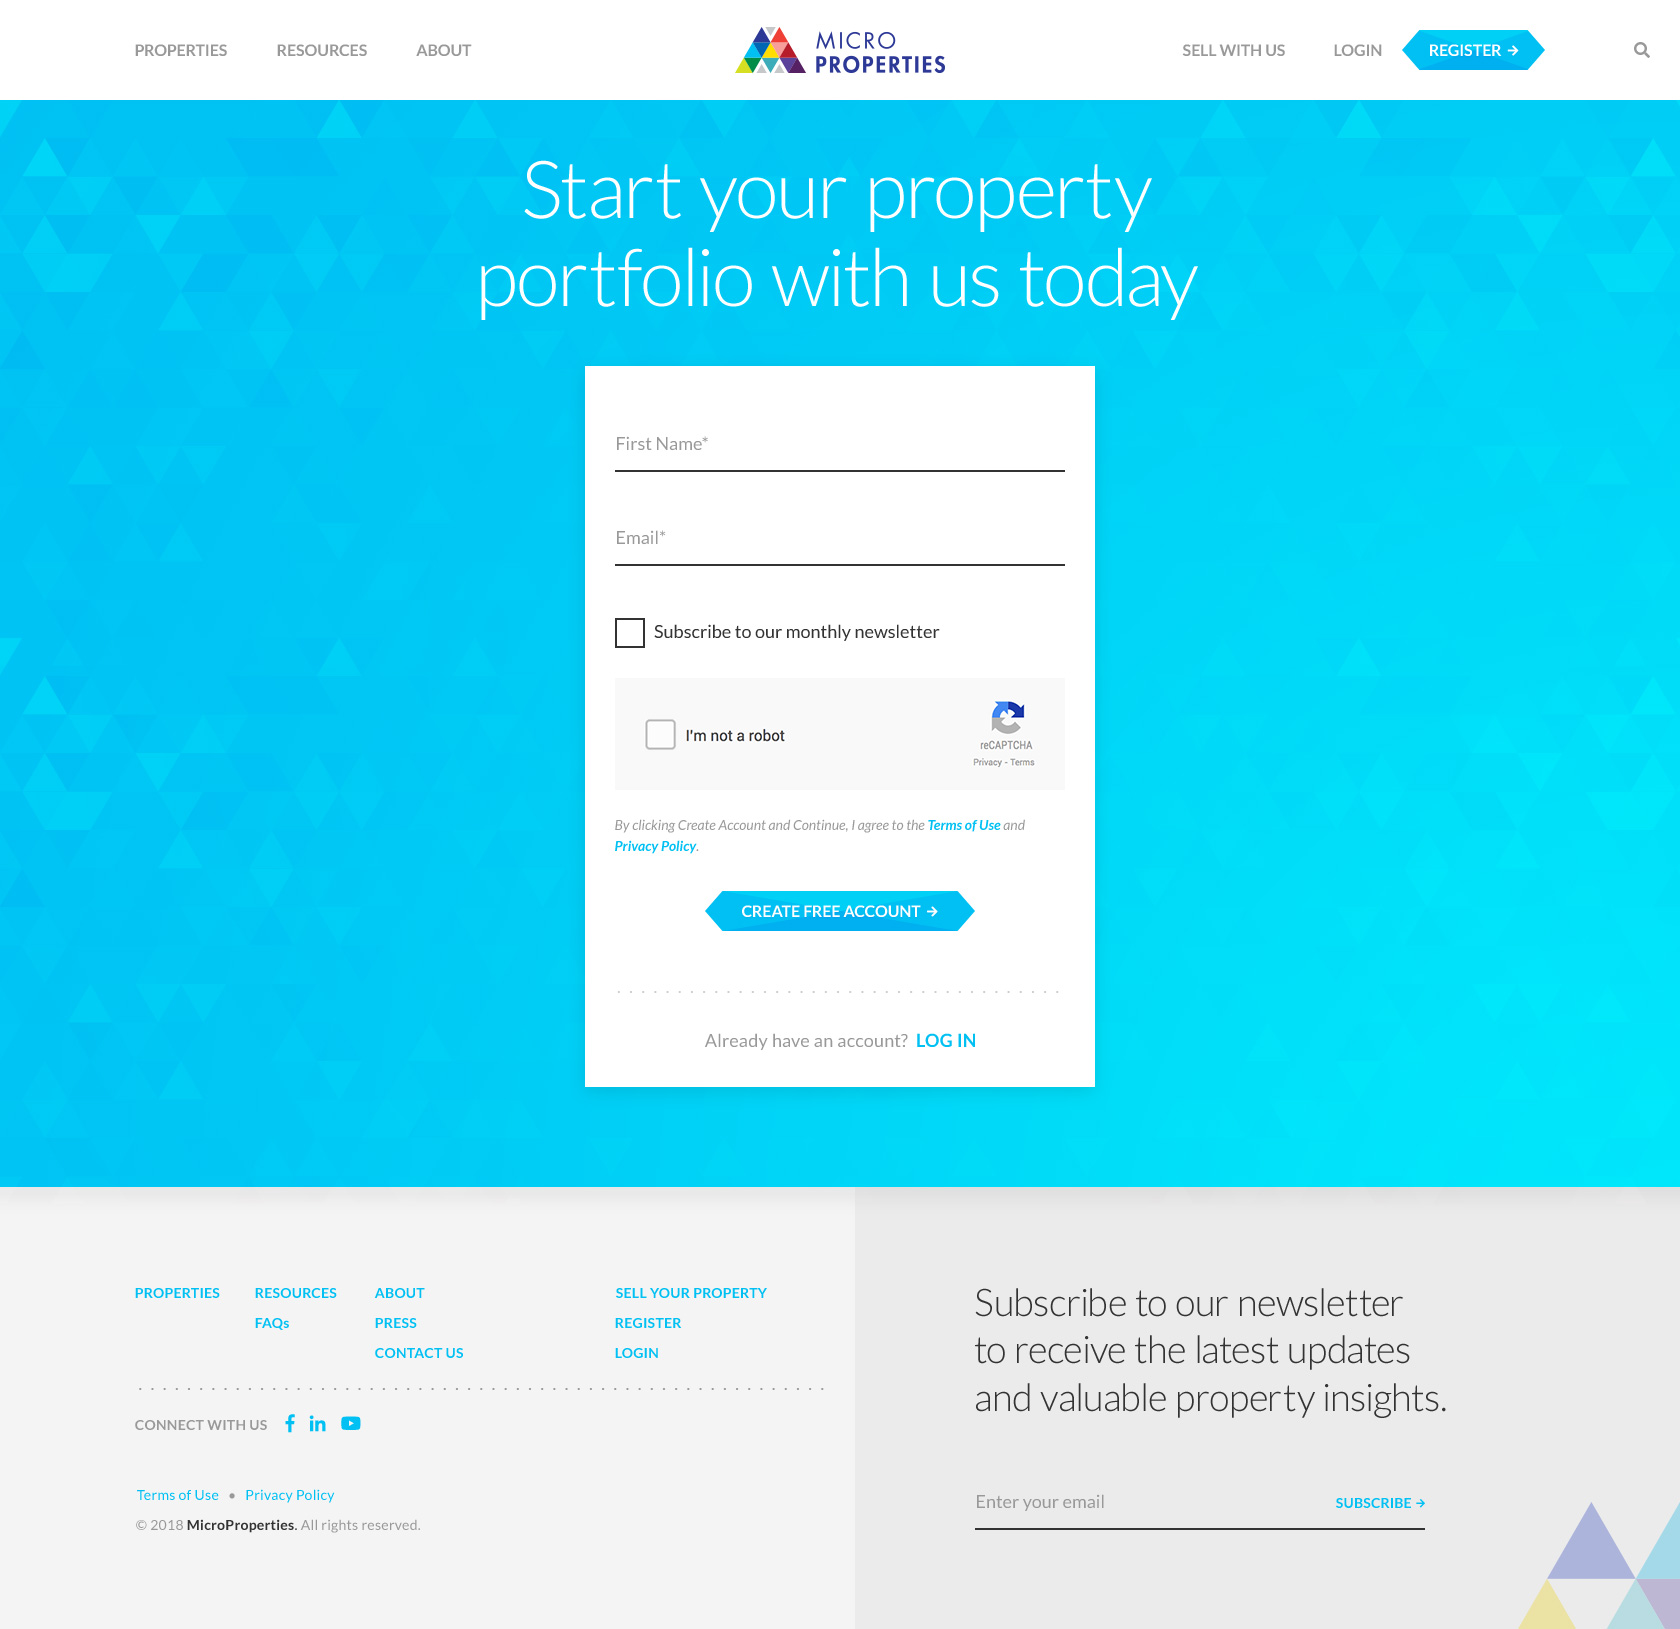 PROPERTIES RESOURCES ABOUT MICRO PROPERTIES SELL WITH US LOGIN REGISTER →
Start your property
portfolio with us today
First Name*
Email*
Subscribe to our monthly newsletter
I'm not a robot
reCAPTCHA
Privacy - Terms
By clicking Create Account and Continue, I agree to the Terms of Use and
Privacy Policy.
CREATE FREE ACCOUNT →
Already have an account? LOG IN
PROPERTIES RESOURCES ABOUT SELL YOUR PROPERTY
FAQs PRESS REGISTER
CONTACT US LOGIN
CONNECT WITH US
Terms of Use • Privacy Policy
© 2018 MicroProperties. All rights reserved.
Subscribe to our newsletter
to receive the latest updates
and valuable property insights.
Enter your email SUBSCRIBE →